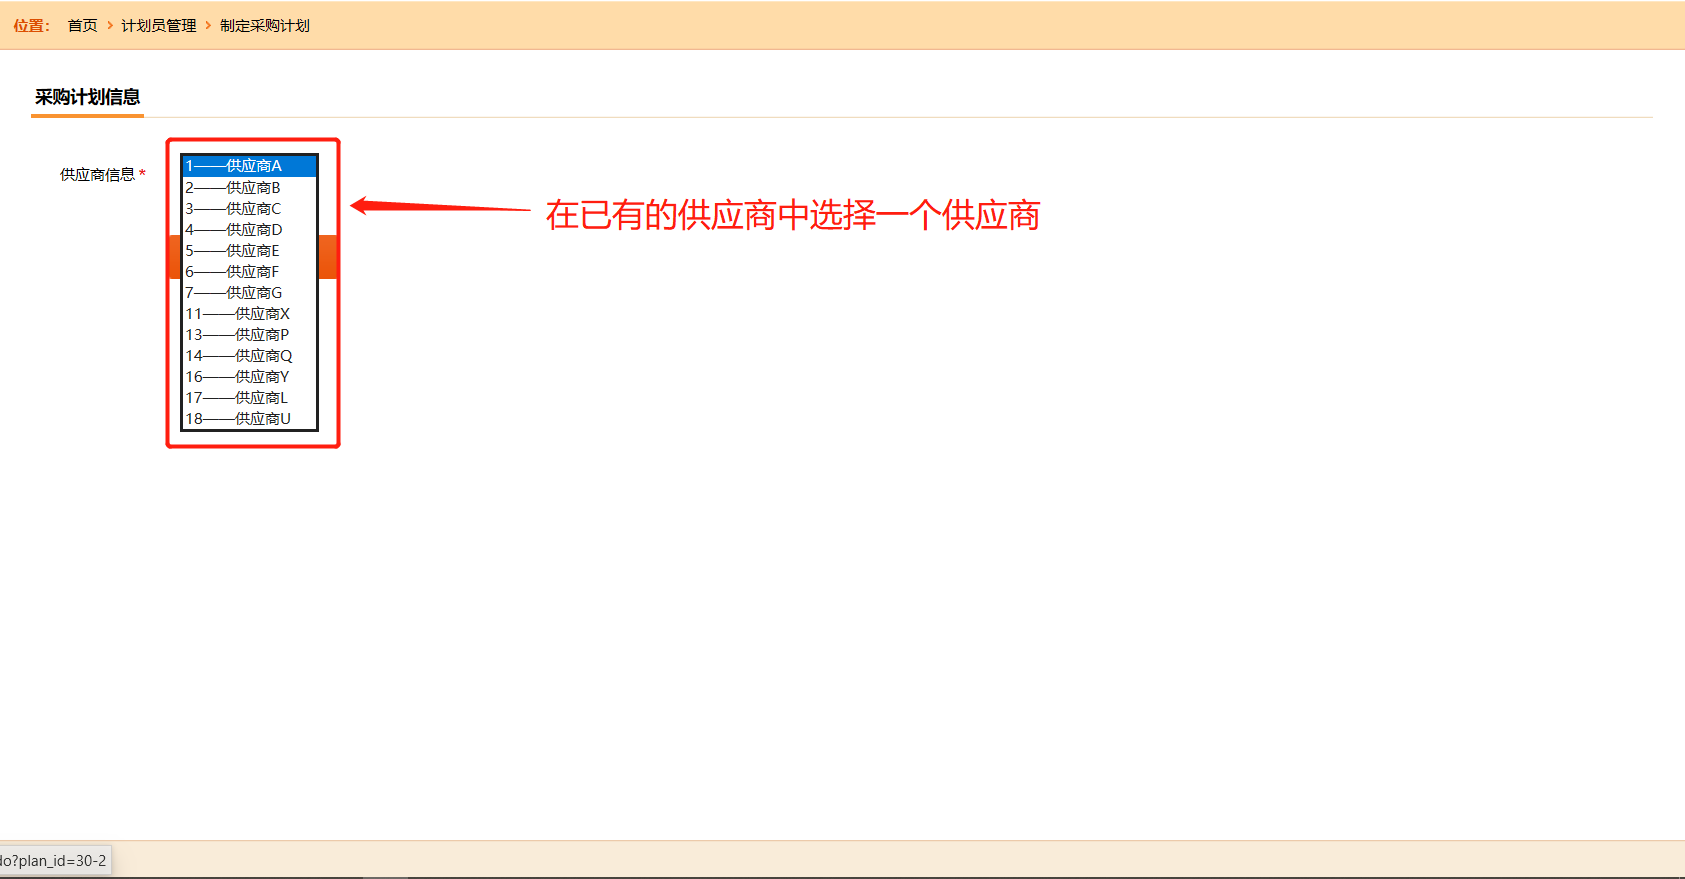 位置： 首页 > 计划员管理 > 制定采购计划
采购计划信息
供应商信息*
1——供应商A
2——供应商B
3——供应商C
4——供应商D
5——供应商E
6——供应商F
7——供应商G
11——供应商X
13——供应商P
14——供应商Q
16——供应商Y
17——供应商L
18——供应商U
在已有的供应商中选择一个供应商
do?plan_id=30-2